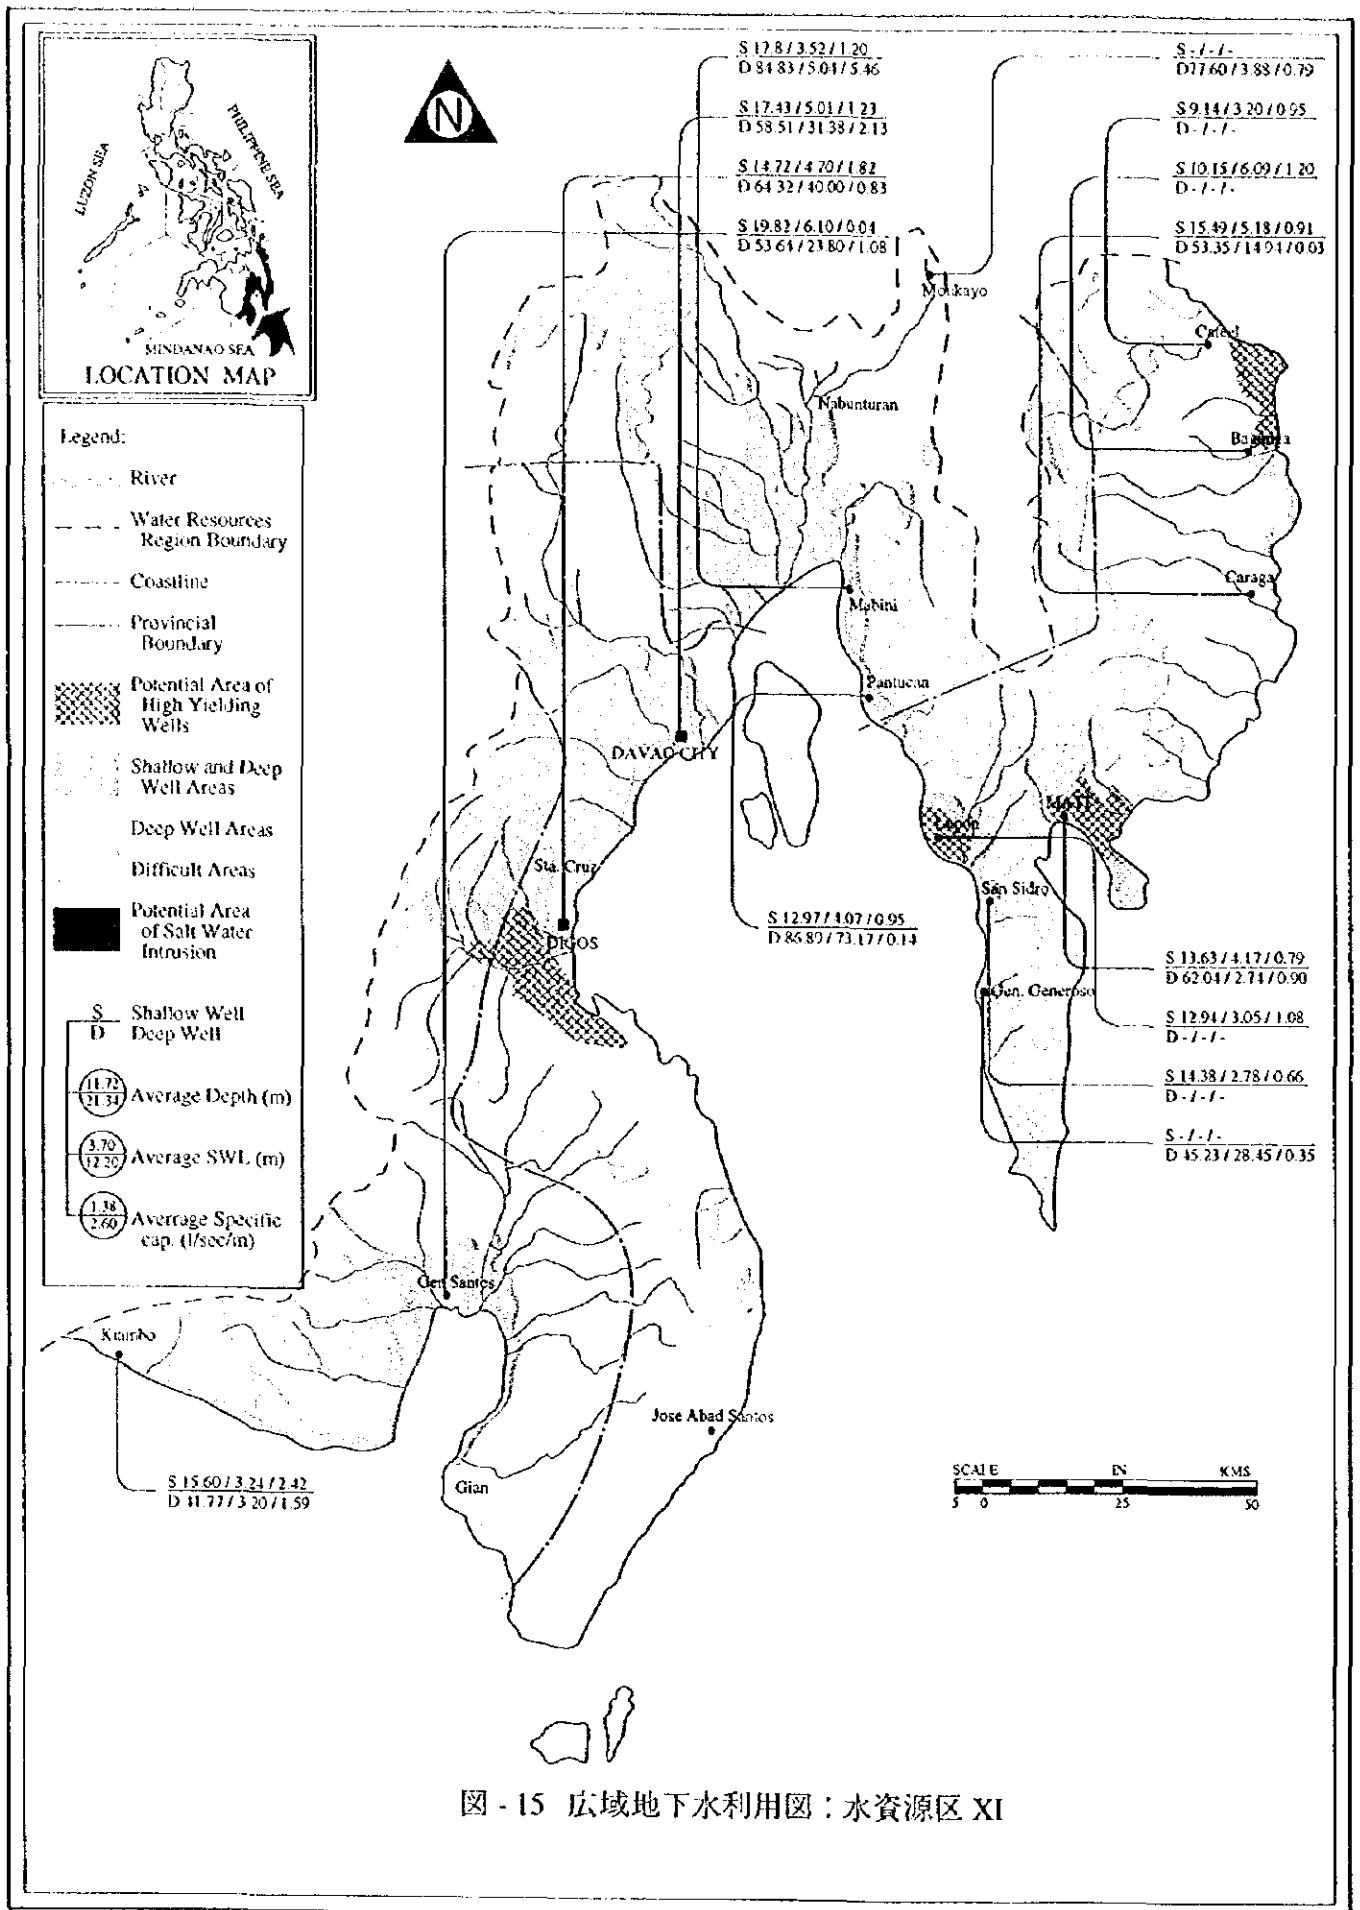 LUZON SEA
PHILIPPINE SEA
MINDANAO SEA
LOCATION MAP
N
S 17.8 / 3.52 / 1.20
D 84.83 / 5.04 / 5.46
S 17.43 / 5.01 / 1.23
D 58.51 / 31.38 / 2.13
S 14.72 / 4.70 / 1.82
D 64.32 / 40.00 / 0.83
S 19.82 / 6.10 / 0.04
D 53.64 / 23.80 / 1.08
S - / - / -
D 77.60 / 3.88 / 0.79
S 9.14 / 3.20 / 0.95
D - / - / -
S 10.15 / 6.09 / 1.20
D - / - / -
S 15.49 / 5.18 / 0.91
D 53.35 / 14.94 / 0.03
Legend:
River
Water Resources
Region Boundary
Coastline
Provincial
Boundary
Potential Area of
High Yielding
Wells
Shallow and Deep
Well Areas
Deep Well Areas
Difficult Areas
Potential Area
of Salt Water
Intrusion
S Shallow Well
D Deep Well
11.72
21.34
Average Depth (m)
3.70
12.20
Average SWL (m)
1.38
2.60
Averrage Specific
cap. (l/sec/m)
Monkayo
Cateel
Nabunturan
Baganga
Caraga
Mabini
Pantucan
DAVAO CITY
MATI
Lupon
Sta. Cruz
San Sidro
DIGOS
Gen. Generoso
S 12.97 / 4.07 / 0.95
D 86.89 / 73.17 / 0.14
S 13.63 / 4.17 / 0.79
D 62.04 / 2.74 / 0.90
S 12.94 / 3.05 / 1.08
D - / - / -
S 14.38 / 2.78 / 0.66
D - / - / -
S - / - / -
D 45.23 / 28.45 / 0.35
Gen Santos
Kiambo
Jose Abad Santos
Gian
S 15.60 / 3.24 / 2.42
D 41.77 / 3.20 / 1.59
SCALE IN KMS
5 0 25 50
図 - 15 広域地下水利用図：水資源区 XI